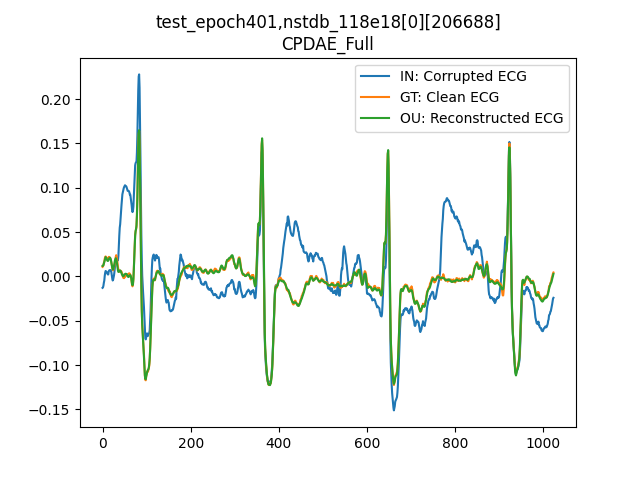 test_epoch401,nstdb_118e18[0][206688]
CPDAE_Full
IN: Corrupted ECG
GT: Clean ECG
OU: Reconstructed ECG
0.20
0.15
0.10
0.05
0.00
−0.05
−0.10
−0.15
0 200 400 600 800 1000